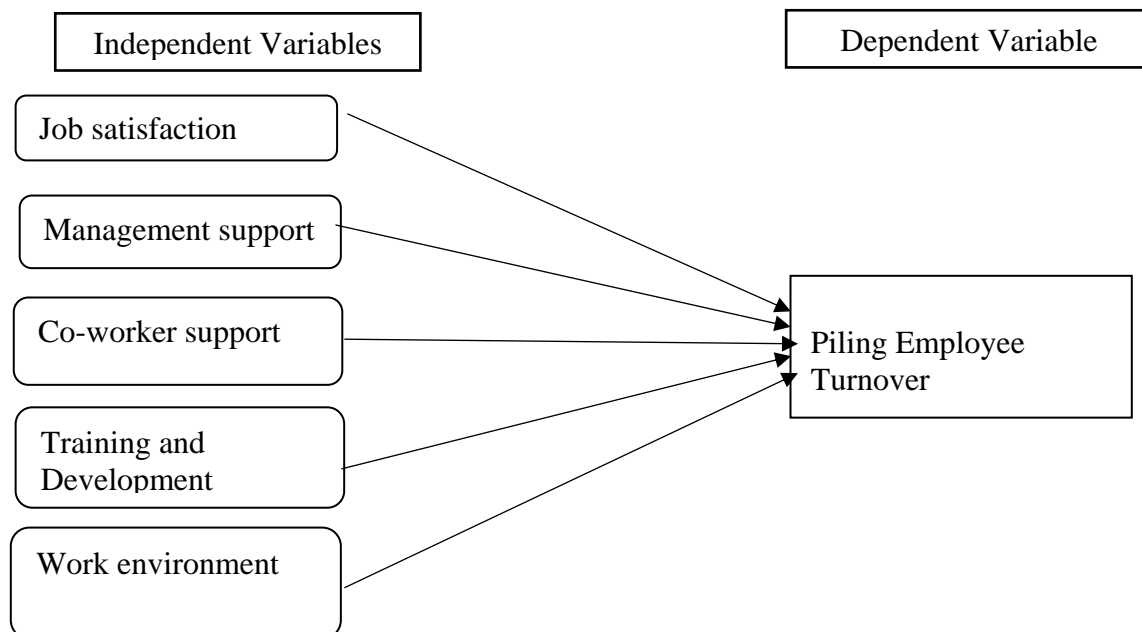 Independent Variables
Dependent Variable
Job satisfaction
Management support
Co-worker support
Piling Employee
Turnover
Training and
Development
Work environment